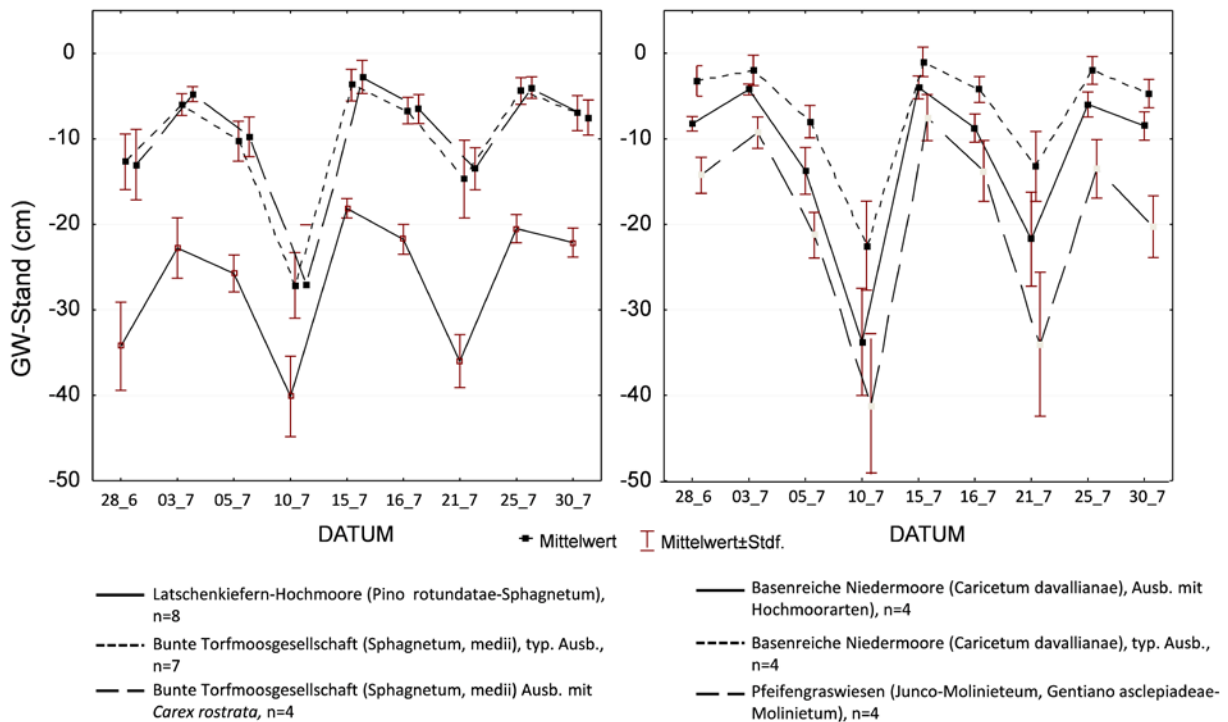 GW-Stand (cm)
0
-10
-20
-30
-40
-50
28_6 03_7 05_7 10_7 15_7 16_7 21_7 25_7 30_7
DATUM
0
-10
-20
-30
-40
-50
28_6 03_7 05_7 10_7 15_7 16_7 21_7 25_7 30_7
DATUM
Mittelwert Mittelwert±Stdf.
Latschenkiefern-Hochmoore (Pino rotundatae-Sphagnetum),
n=8
Bunte Torfmoosgesellschaft (Sphagnetum, medii), typ. Ausb.,
n=7
Bunte Torfmoosgesellschaft (Sphagnetum, medii) Ausb. mit
Carex rostrata, n=4
Basenreiche Niedermoore (Caricetum davallianae), Ausb. mit
Hochmoorarten), n=4
Basenreiche Niedermoore (Caricetum davallianae), typ. Ausb.,
n=4
Pfeifengraswiesen (Junco-Molinieteum, Gentiano asclepiadeae-
Molinietum), n=4